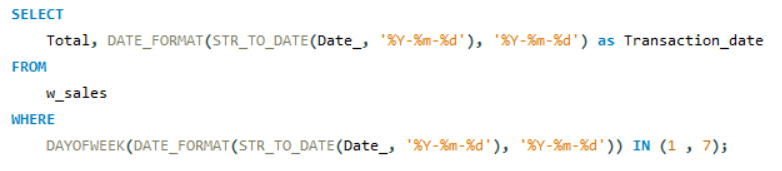 SELECT
Total, DATE_FORMAT(STR_TO_DATE(Date_, '%Y-%m-%d'), '%Y-%m-%d') as Transaction_date
FROM
w_sales
WHERE
DAYOFWEEK(DATE_FORMAT(STR_TO_DATE(Date_, '%Y-%m-%d'), '%Y-%m-%d')) IN (1 , 7);